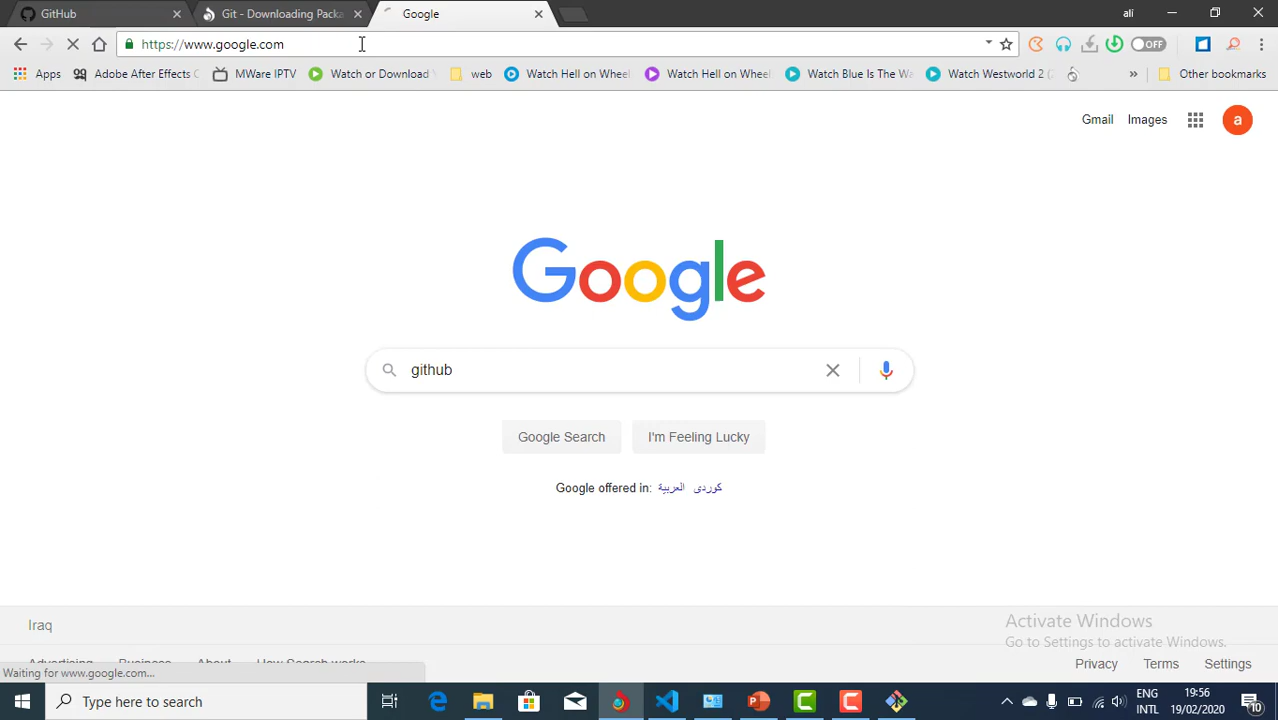 GitHub
Git - Downloading Packa
Google
ali
https://www.google.com
OFF
Apps
Adobe After Effects C
MWare IPTV
Watch or Download
web
Watch Hell on Wheel
Watch Hell on Wheel
Watch Blue Is The Wa
Watch Westworld 2 (
»
Other bookmarks
Gmail
Images
a
Google
github
Google Search
I'm Feeling Lucky
Google offered in: العربية كوردی
Iraq
Activate Windows
Go to Settings to activate Windows.
Advertising
Business
About
How Search works
Waiting for www.google.com...
Privacy
Terms
Settings
Type here to search
ENG
INTL
19:56
19/02/2020
10